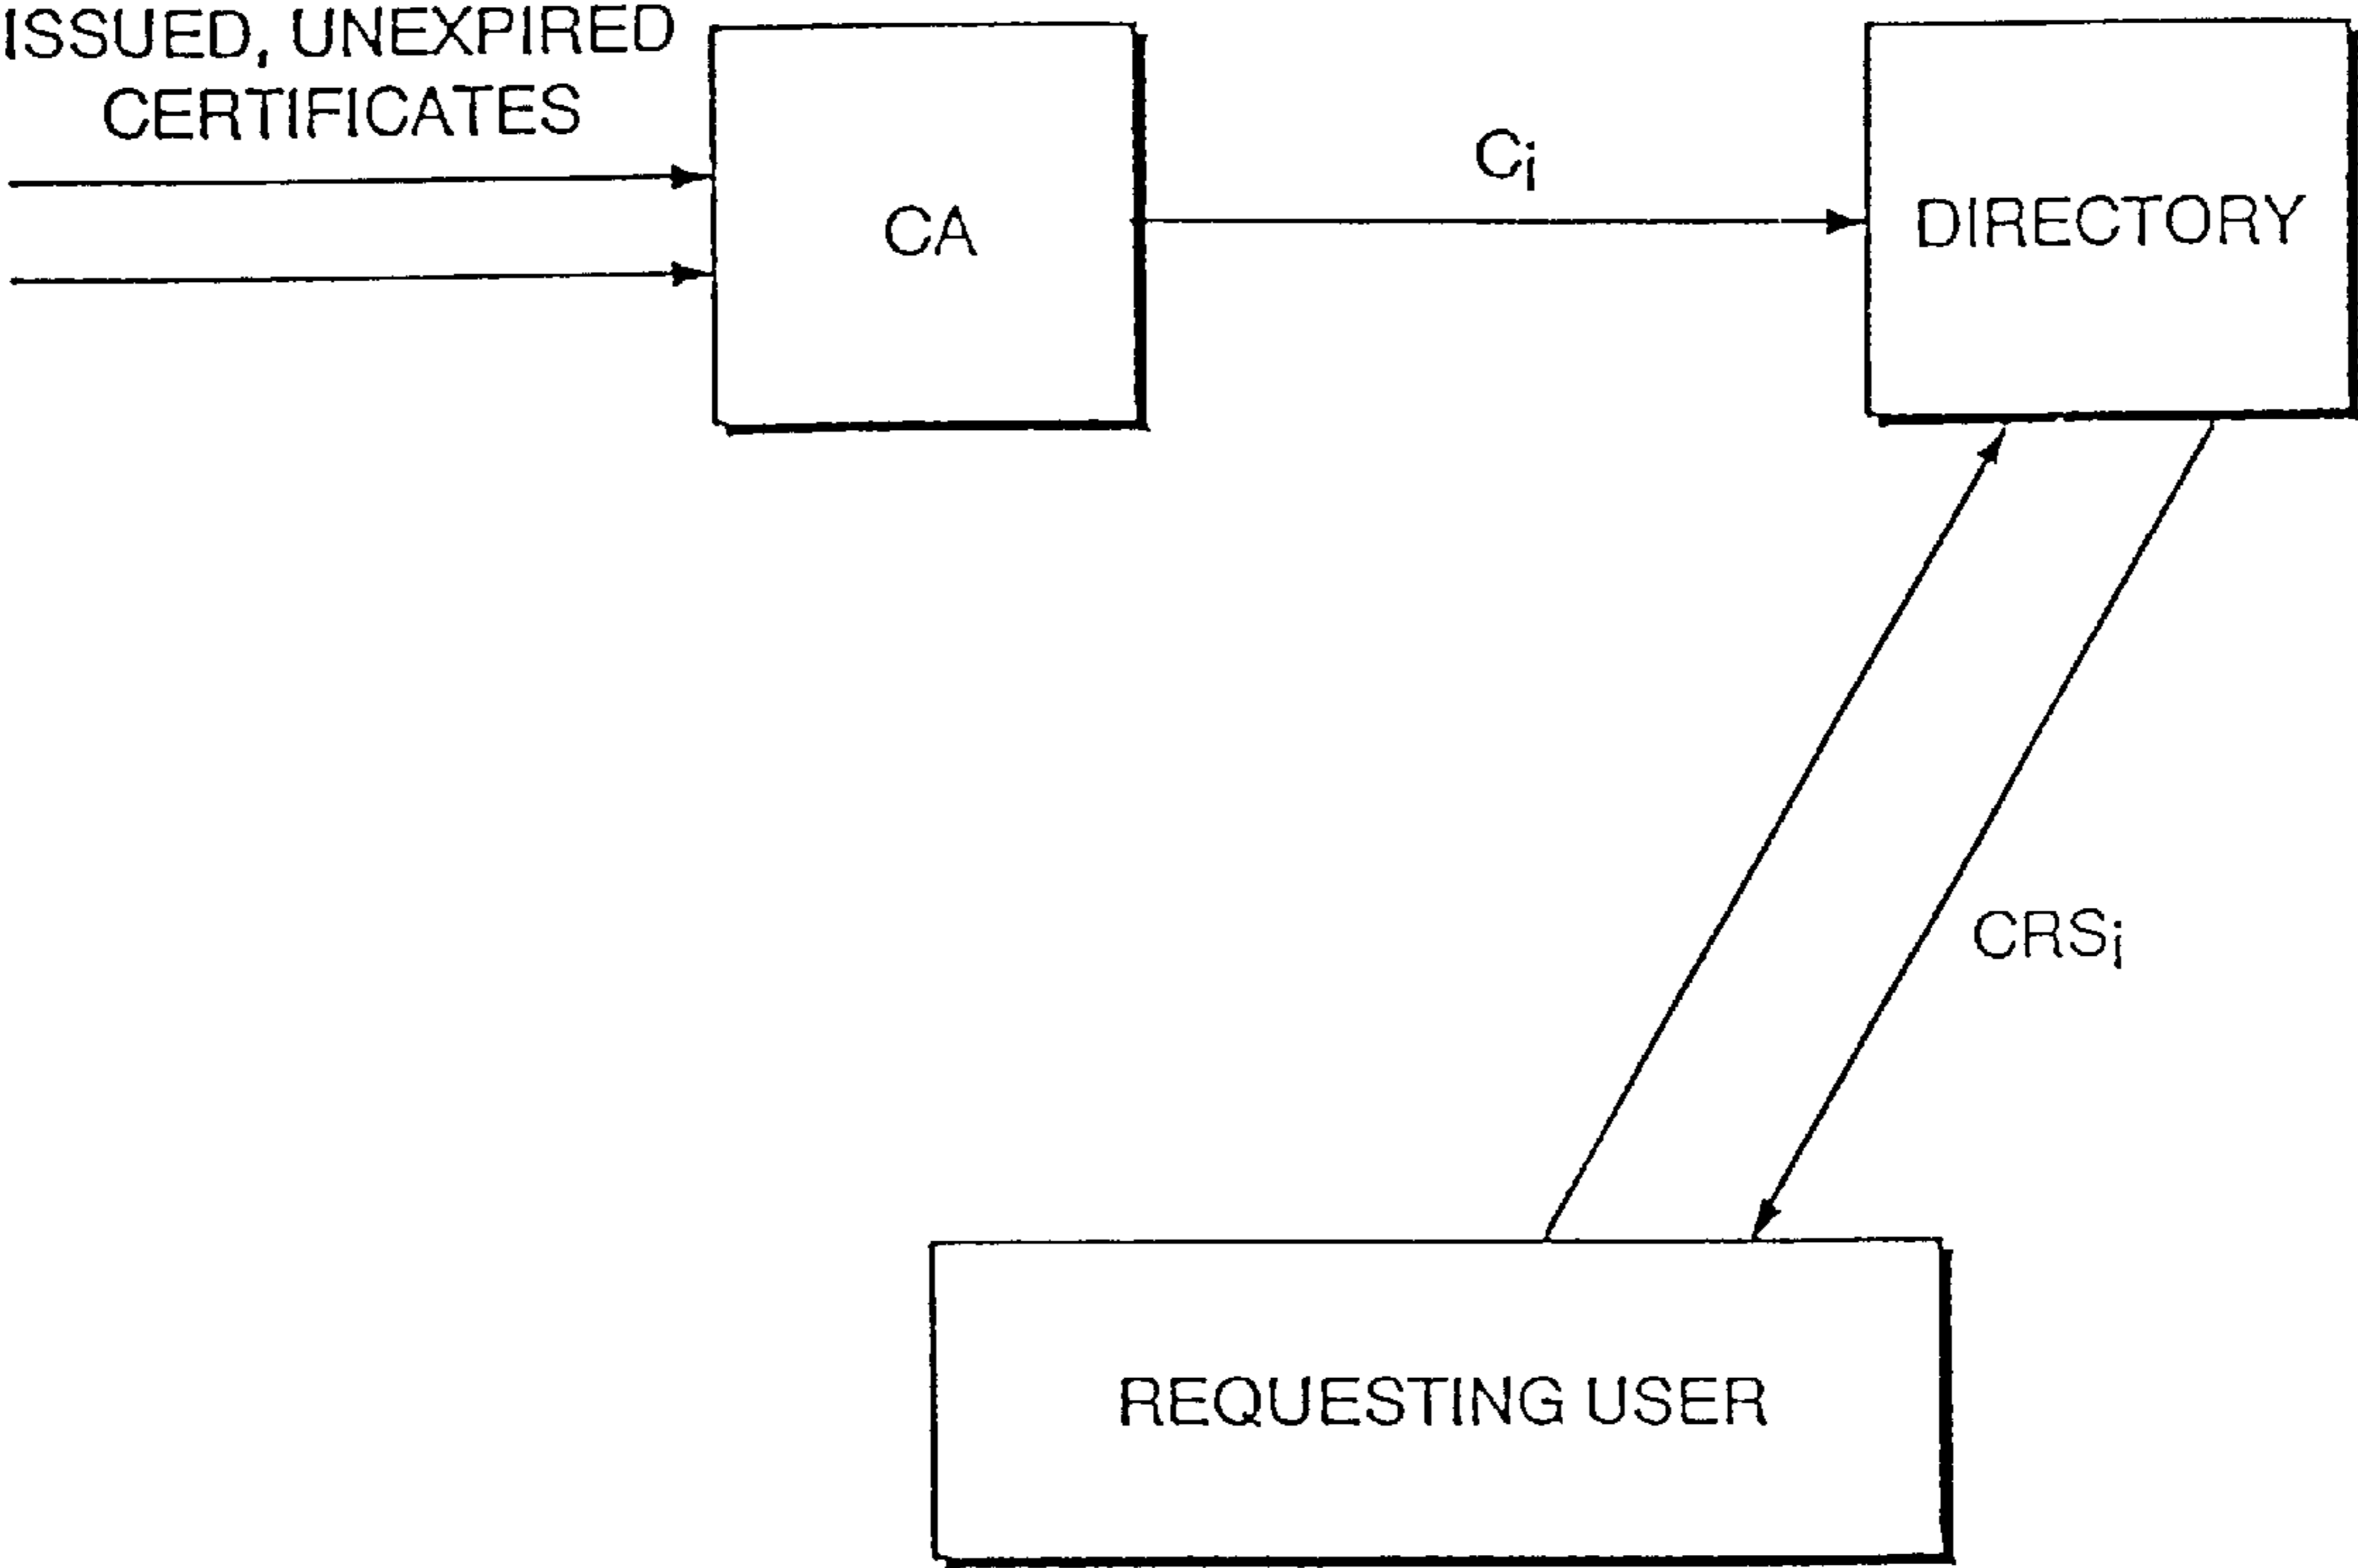 ISSUED, UNEXPIRED
CERTIFICATES
CA
Ci
DIRECTORY
CRSi
REQUESTING USER